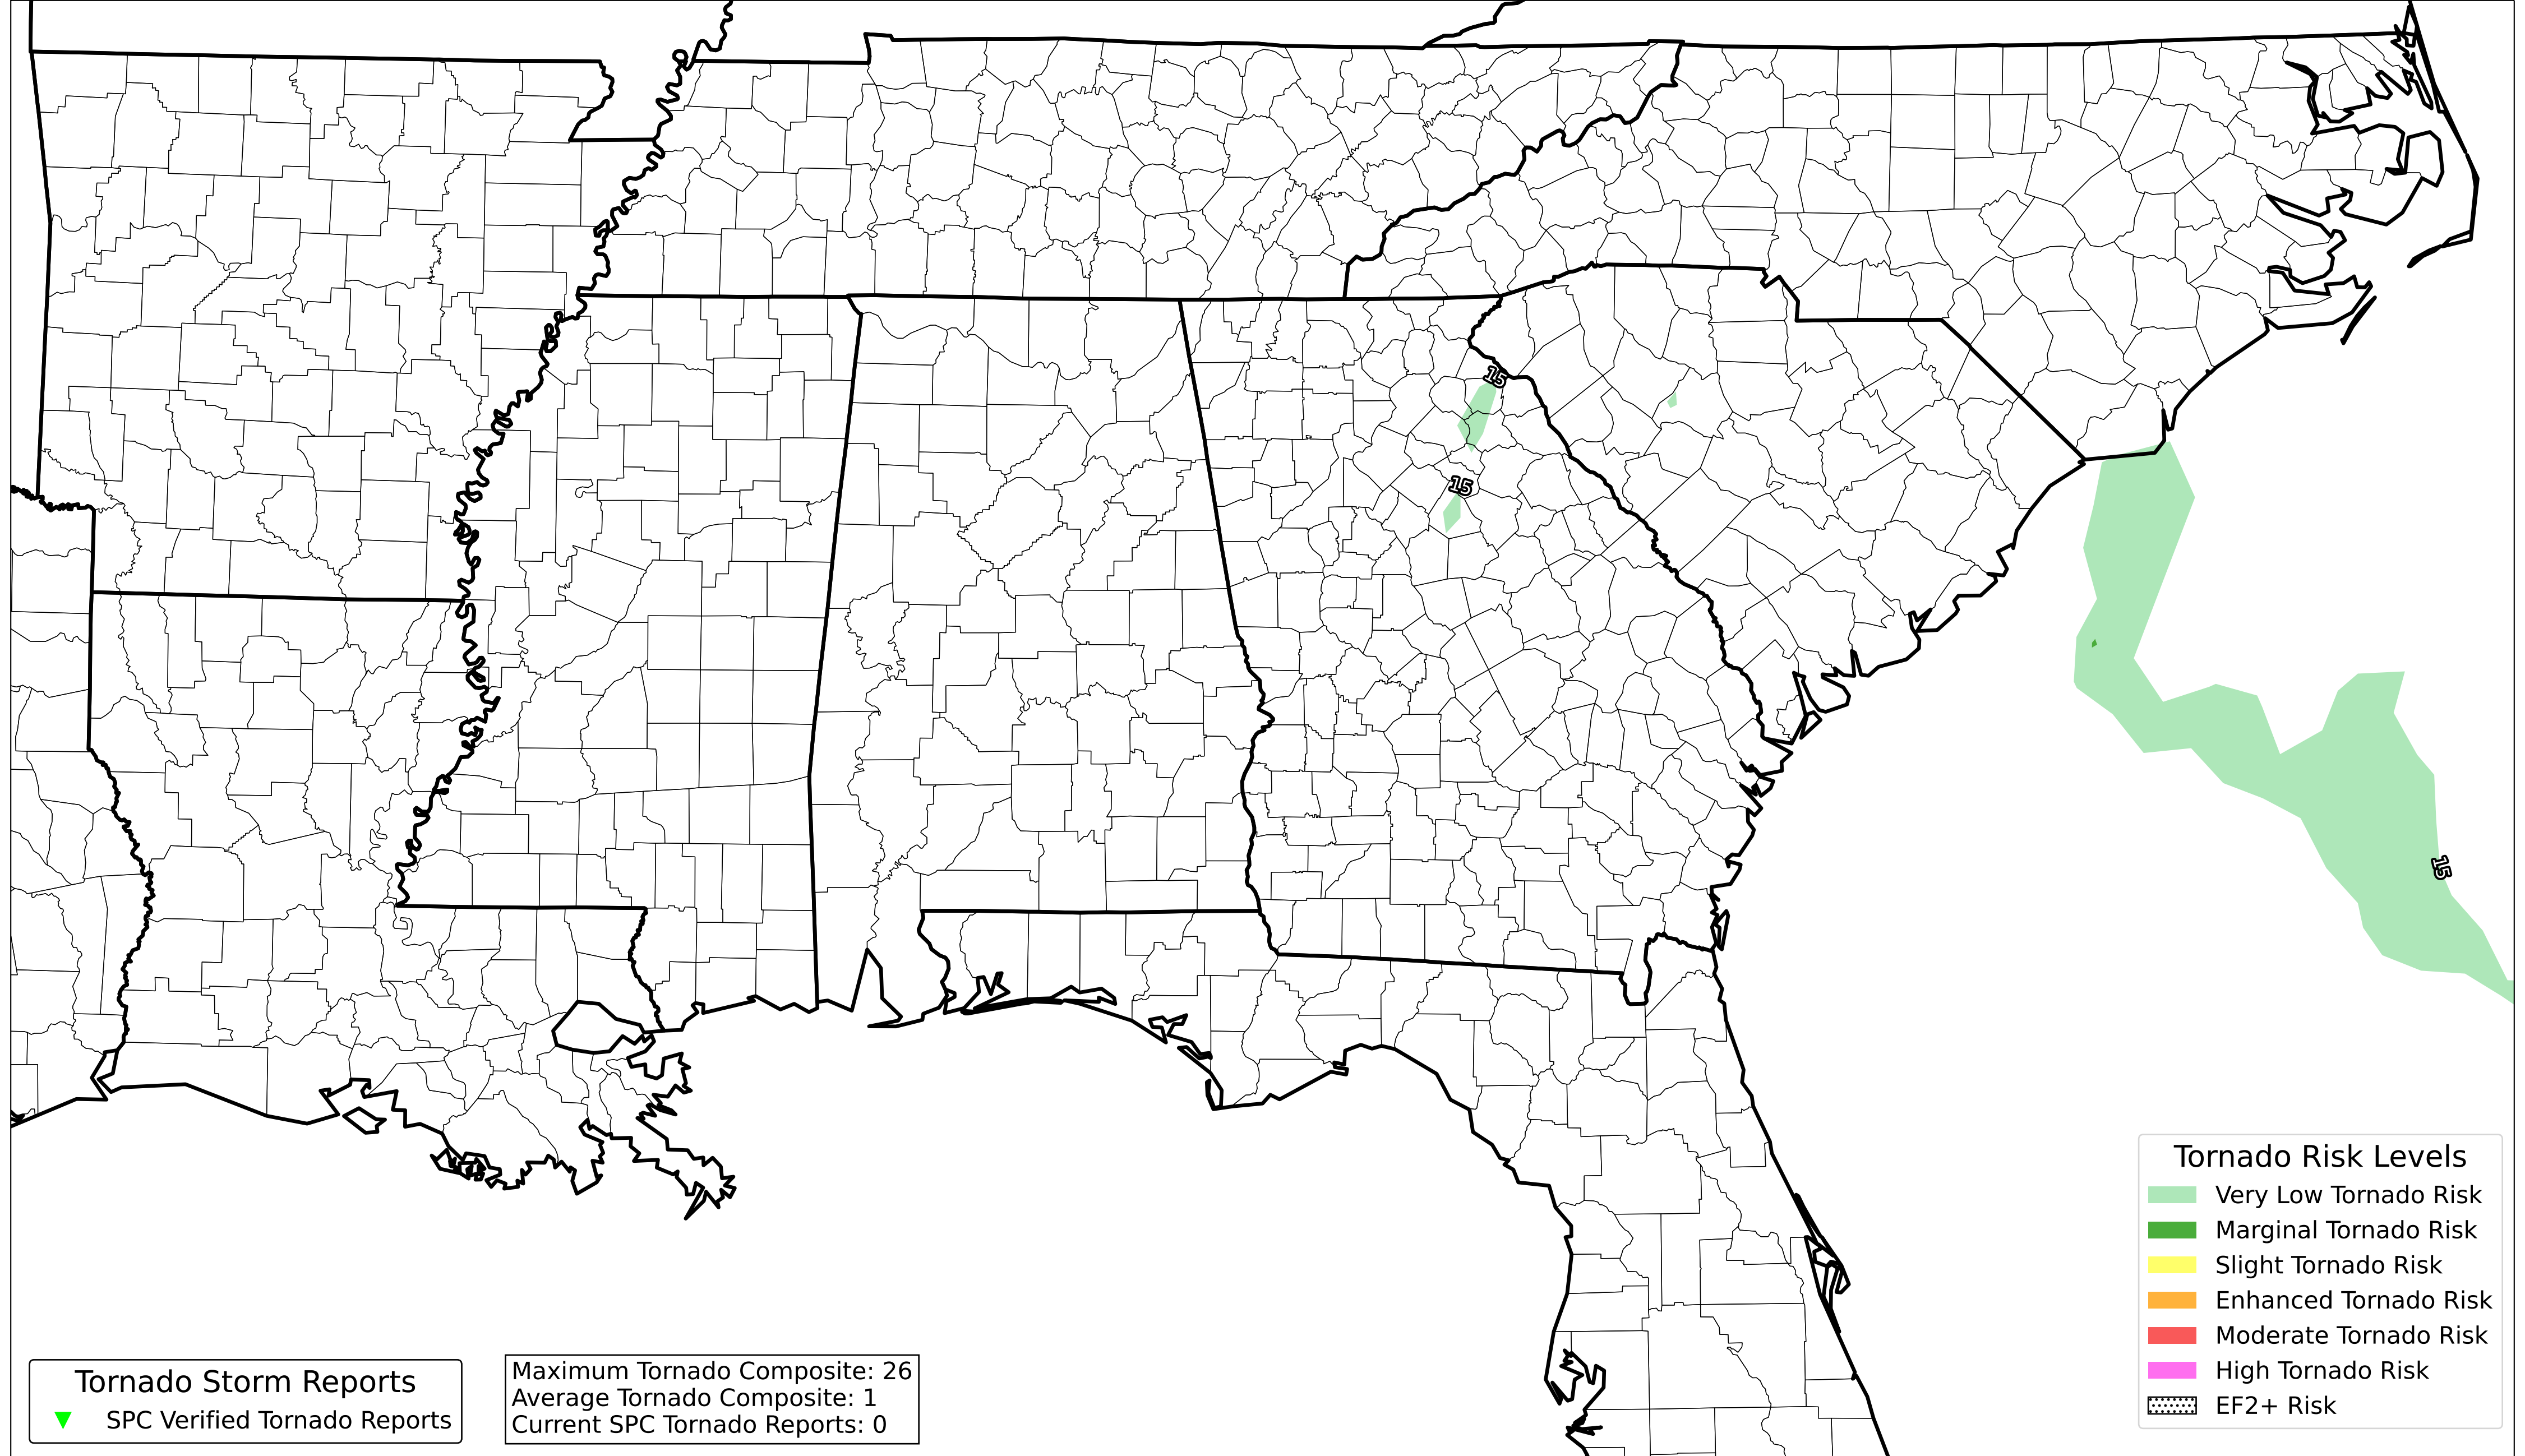 15
15
15
Tornado Risk Levels
Very Low Tornado Risk
Marginal Tornado Risk
Slight Tornado Risk
Enhanced Tornado Risk
Moderate Tornado Risk
High Tornado Risk
EF2+ Risk
Tornado Storm Reports
SPC Verified Tornado Reports
Maximum Tornado Composite: 26
Average Tornado Composite: 1
Current SPC Tornado Reports: 0